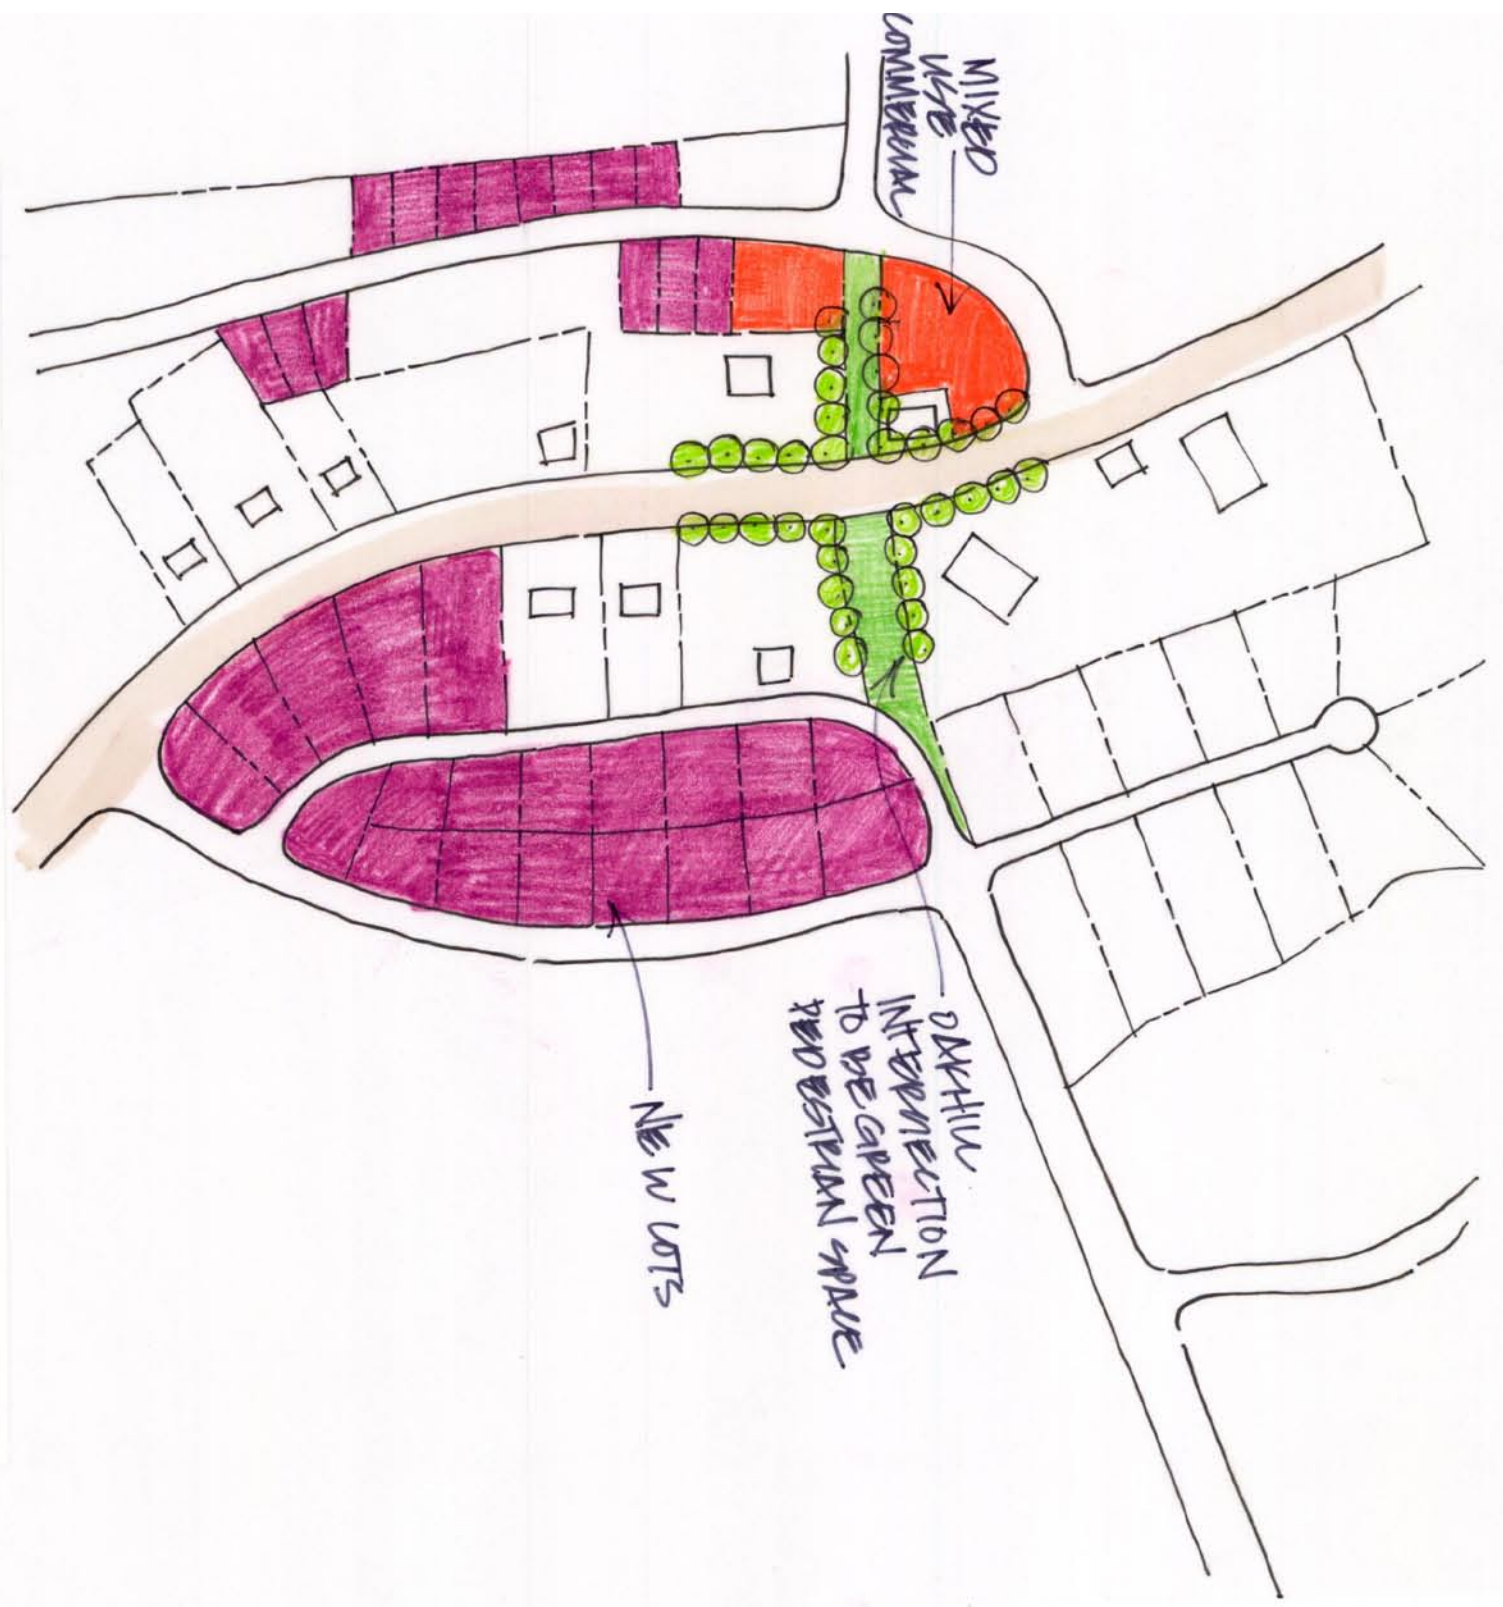 MIXED
USE
COMMERCIAL
OAKHILL
INTERSECTION
TO BE GREEN
PEDESTRIAN SPACE
NEW LOTS